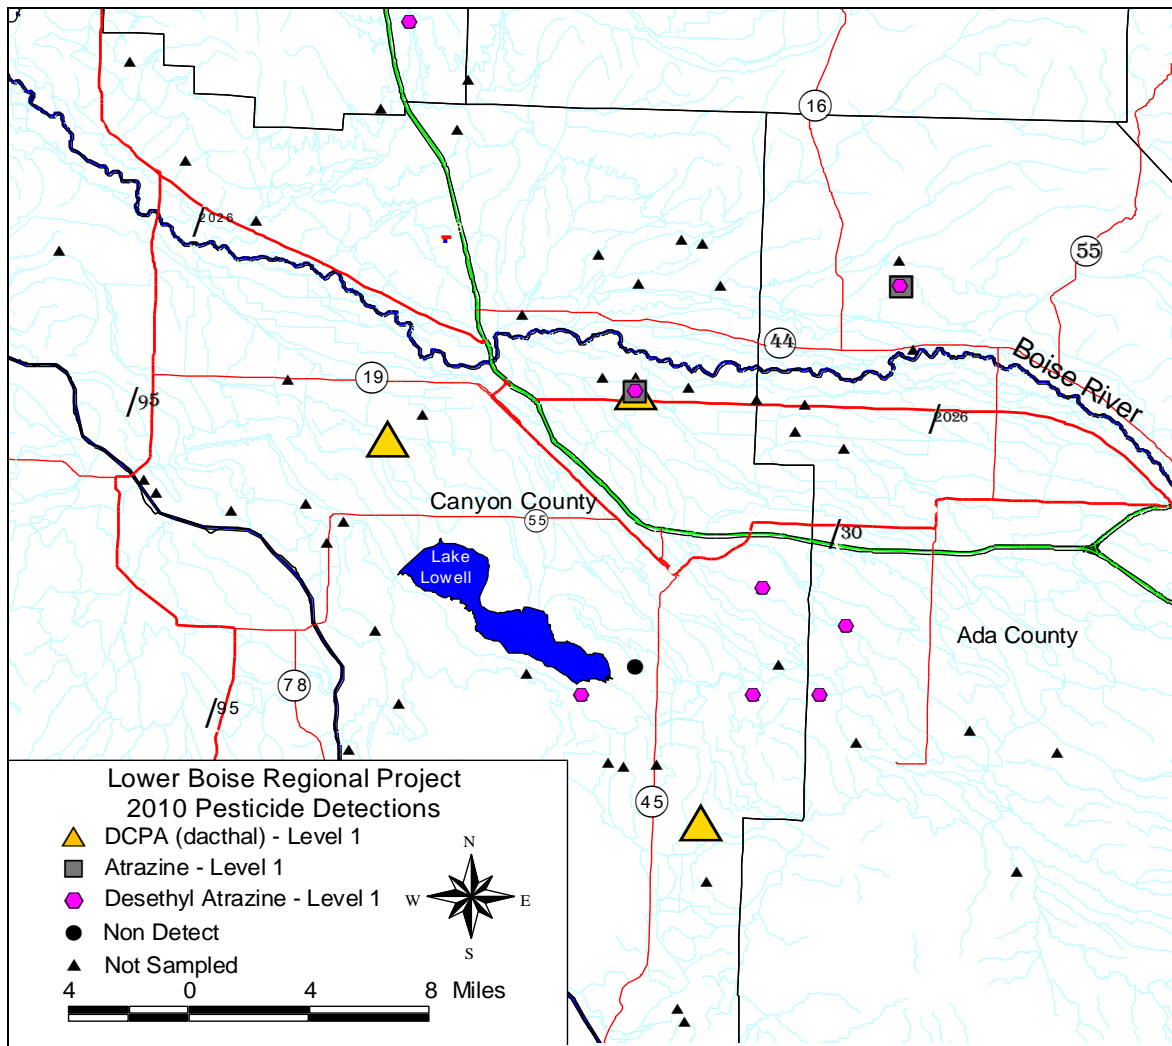 16
55
2026
44
Boise River
19
95
2026
Canyon County
55
30
Lake
Lowell
Ada County
78
95
45
Lower Boise Regional Project
2010 Pesticide Detections
DCPA (dacthal) - Level 1
Atrazine - Level 1
Desethyl Atrazine - Level 1
Non Detect
Not Sampled
N
W
E
S
4 0 4 8 Miles